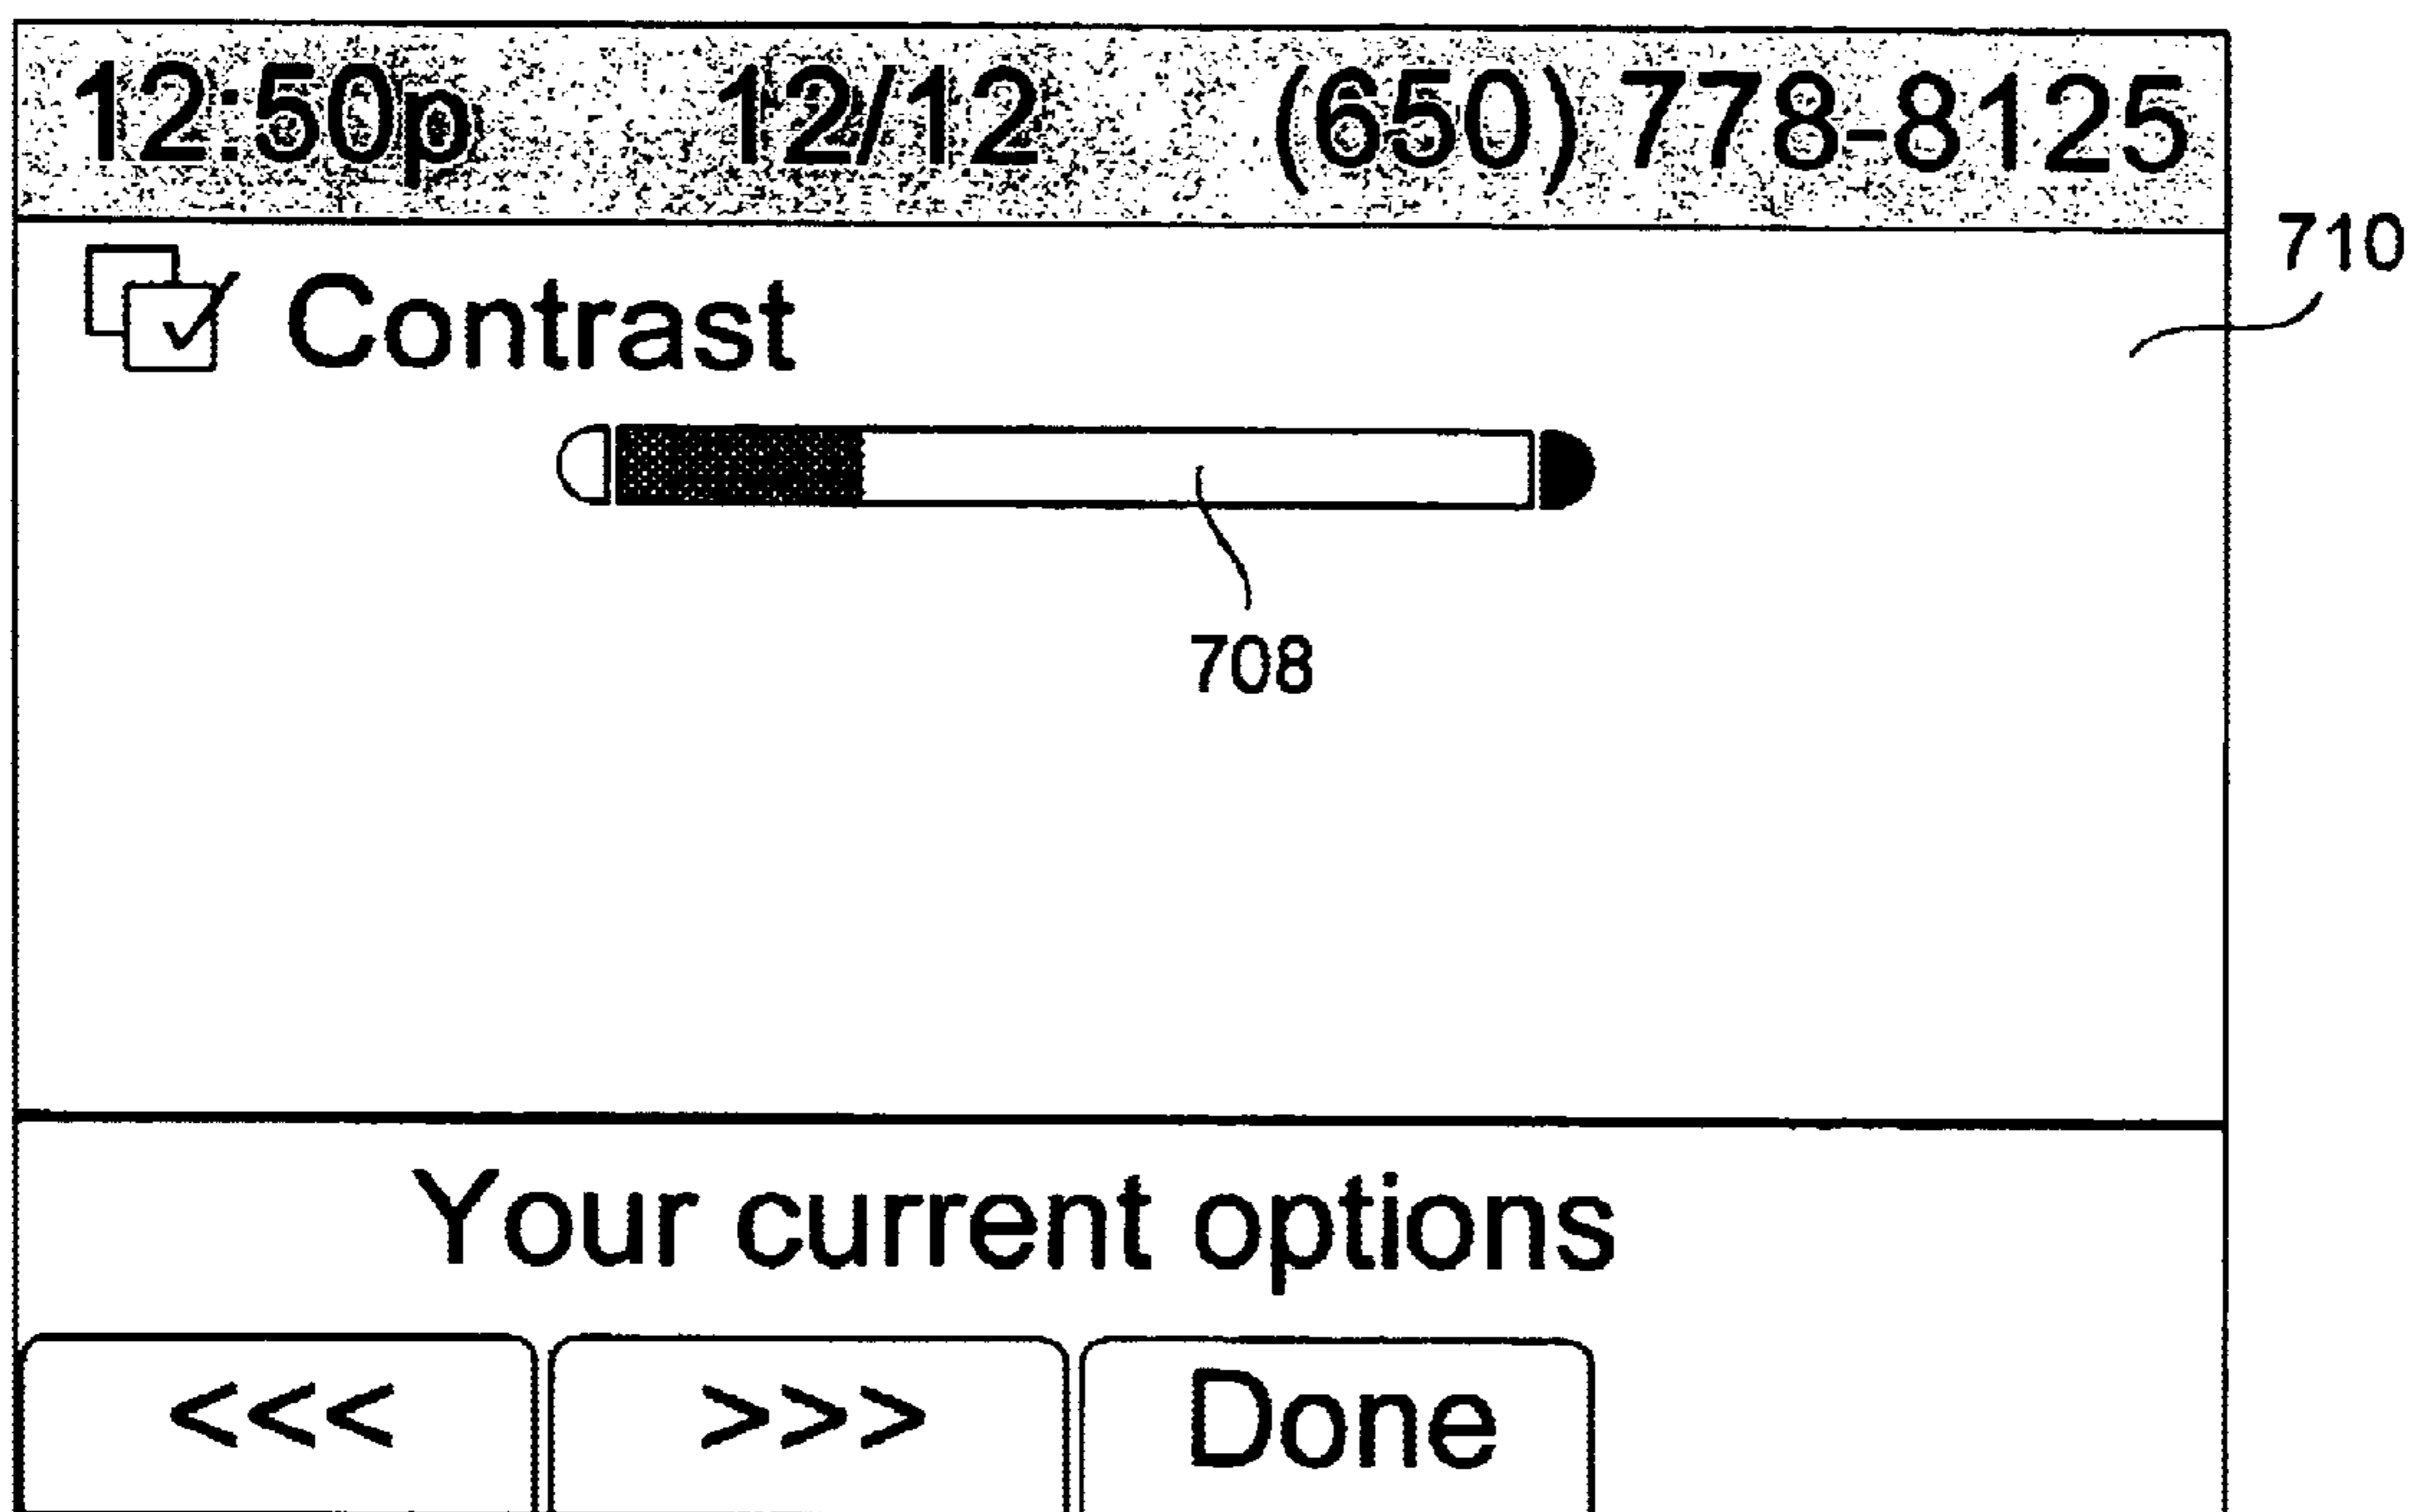 12:50p 12/12 (650) 778-8125
710
Contrast
708
Your current options
<<< >>> Done